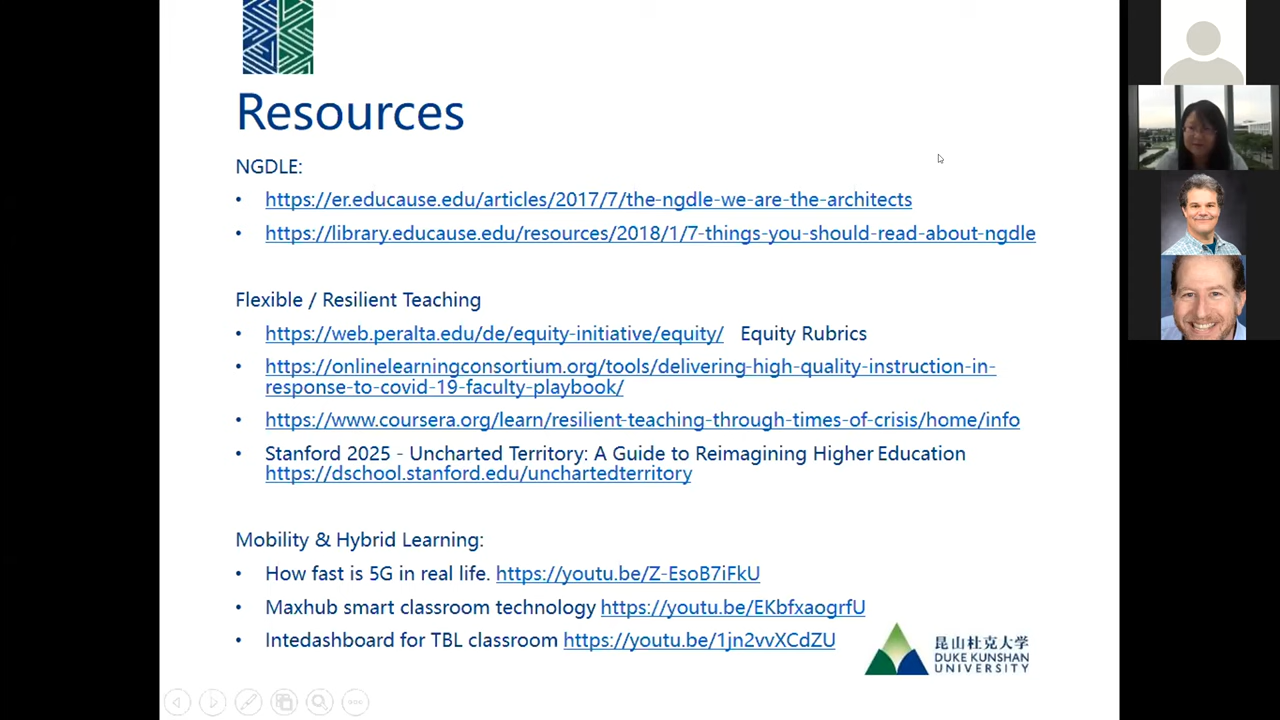 Resources
NGDLE:
• https://er.educause.edu/articles/2017/7/the-ngdle-we-are-the-architects
• https://library.educause.edu/resources/2018/1/7-things-you-should-read-about-ngdle
Flexible / Resilient Teaching
• https://web.peralta.edu/de/equity-initiative/equity/ Equity Rubrics
• https://onlinelearningconsortium.org/tools/delivering-high-quality-instruction-in-
response-to-covid-19-faculty-playbook/
• https://www.coursera.org/learn/resilient-teaching-through-times-of-crisis/home/info
• Stanford 2025 - Uncharted Territory: A Guide to Reimagining Higher Education
https://dschool.stanford.edu/unchartedterritory
Mobility & Hybrid Learning:
• How fast is 5G in real life. https://youtu.be/Z-EsoB7iFkU
• Maxhub smart classroom technology https://youtu.be/EKbfxaogrfU
• Intedashboard for TBL classroom https://youtu.be/1jn2vvXCdZU
昆山杜克大学
DUKE KUNSHAN
UNIVERSITY